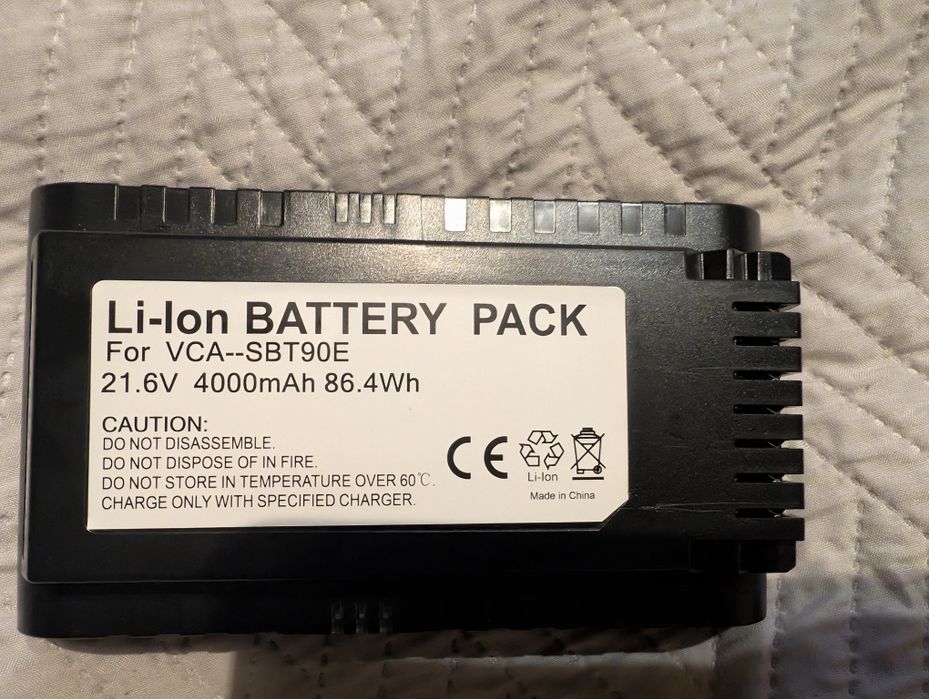 Li-Ion BATTERY PACK
For VCA--SBT90E
21.6V 4000mAh 86.4Wh
CAUTION:
DO NOT DISASSEMBLE.
DO NOT DISPOSE OF IN FIRE.
DO NOT STORE IN TEMPERATURE OVER 60℃.
CHARGE ONLY WITH SPECIFIED CHARGER.
CE
Li-Ion
Made in China